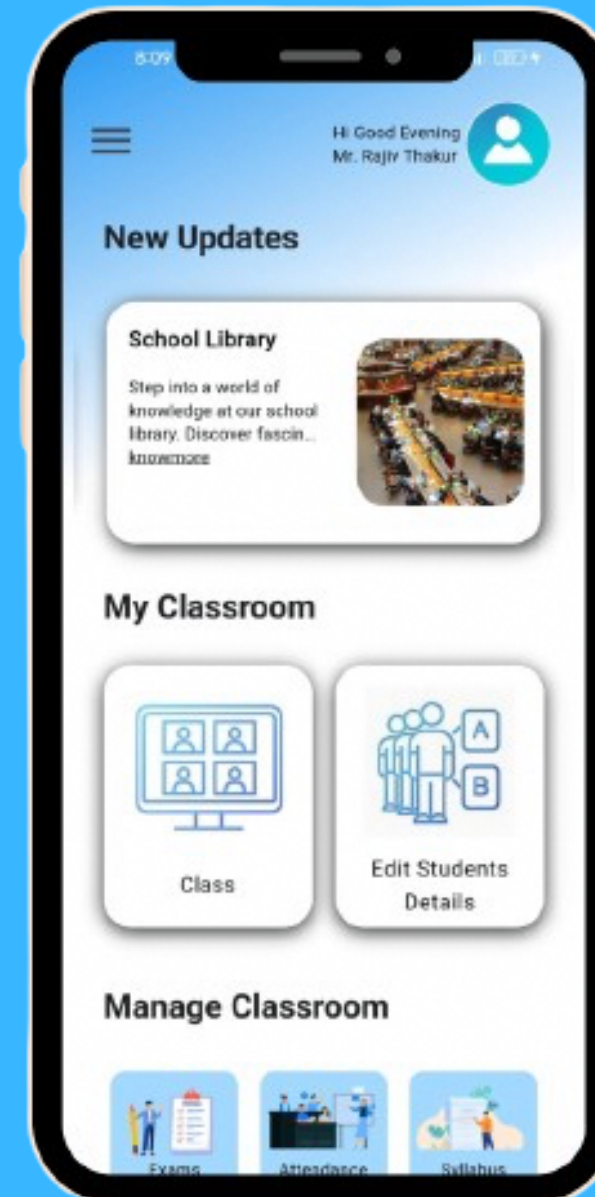 8:09
Hi Good Evening
Mr. Rajiv Thakur
New Updates
School Library
Step into a world of
knowledge at our school
library. Discover fascin...
knowmore
My Classroom
A
B
Class
Edit Students
Details
Manage Classroom
Exams
Attendance
Syllabus